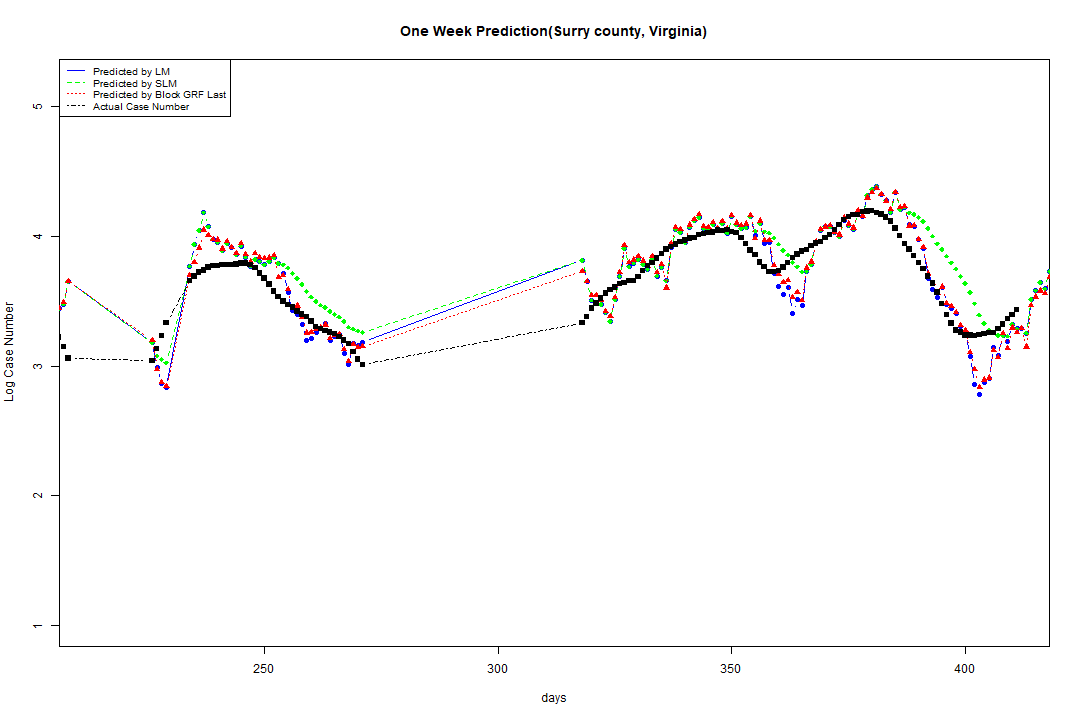 One Week Prediction(Surry county, Virginia)
Predicted by LM
Predicted by SLM
Predicted by Block GRF Last
Actual Case Number
5
4
3
2
1
Log Case Number
250 300 350 400
days